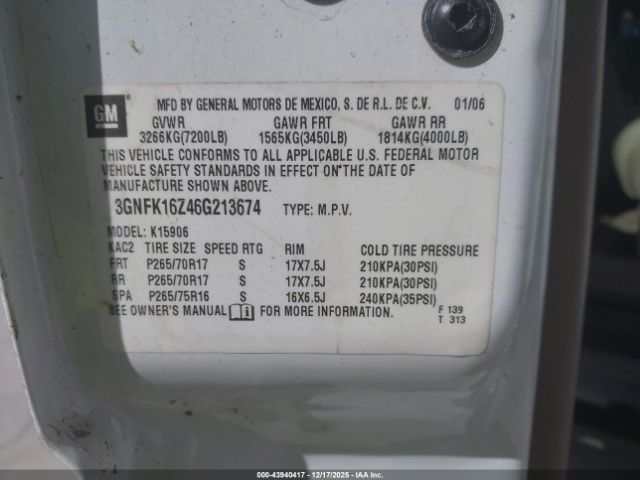 GM
MFD BY GENERAL MOTORS DE MEXICO, S. DE R.L. DE C.V. 01/06
GVWR GAWR FRT GAWR RR
3266KG(7200LB) 1565KG(3450LB) 1814KG(4000LB)
THIS VEHICLE CONFORMS TO ALL APPLICABLE U.S. FEDERAL MOTOR
VEHICLE SAFETY STANDARDS IN EFFECT ON THE DATE OF
MANUFACTURE SHOWN ABOVE.
3GNFK16Z46G213674 TYPE: M.P.V.
MODEL: K15906
KAC2 TIRE SIZE SPEED RTG RIM COLD TIRE PRESSURE
FRT P265/70R17 S 17X7.5J 210KPA(30PSI)
RR P265/70R17 S 17X7.5J 210KPA(30PSI)
SPA P265/75R16 S 16X6.5J 240KPA(35PSI)
SEE OWNER'S MANUAL FOR MORE INFORMATION.
F 139
T 313
000-43940417 - 12/17/2025 - IAAI.COM